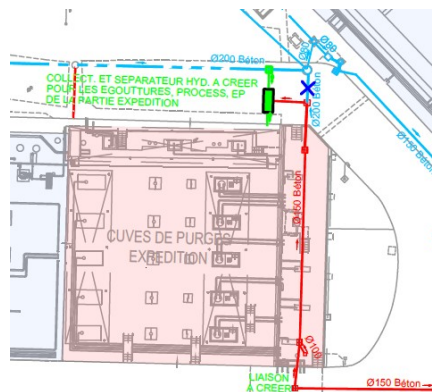 Ø200 Béton
COLLECT. ET SEPARATEUR HYD. A CREER
POUR LES EGOUTTURES, PROCESS, EP
DE LA PARTIE EXPEDITION
Ø200 Béton
Ø150 Béton
Ø150 Béton
CUVES DE PURGES
EXPEDITION
Ø100
LIAISON
A CREER
Ø150 Béton